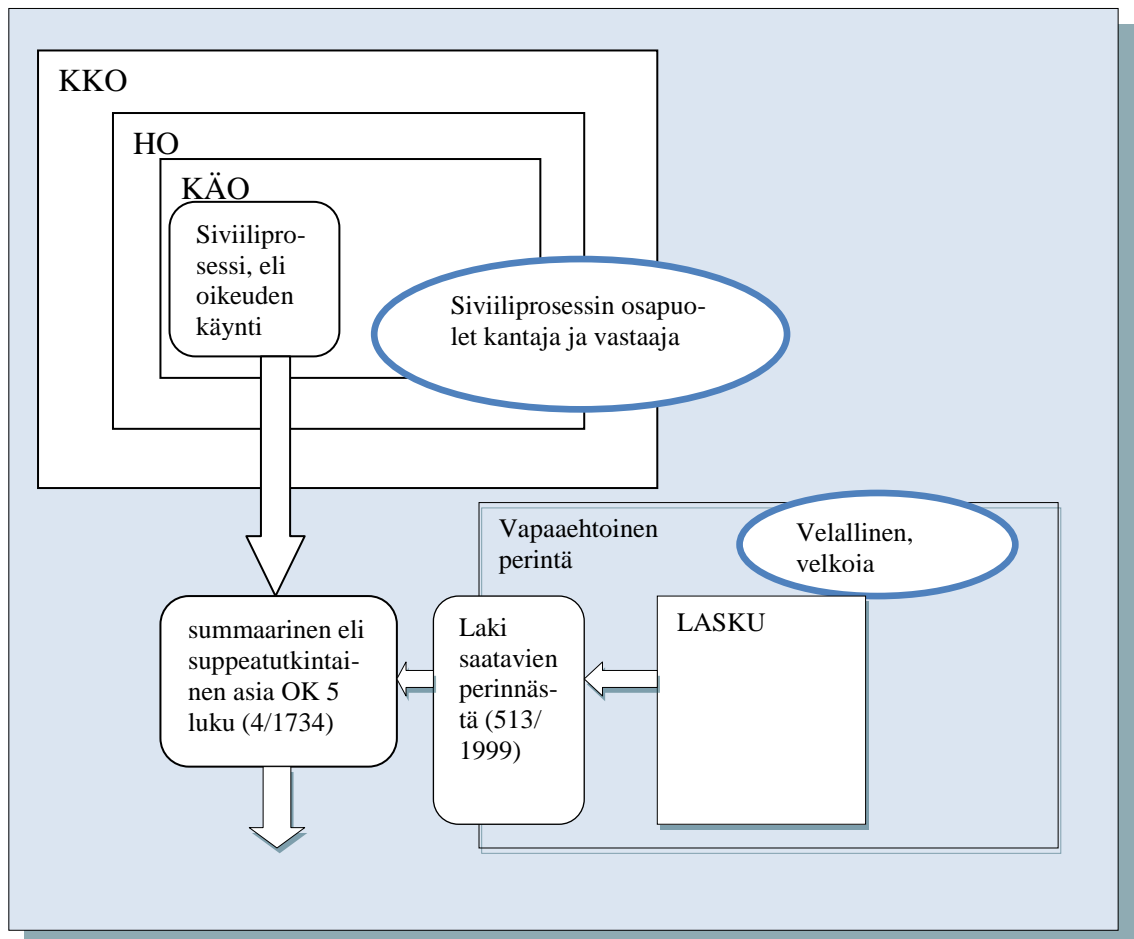 KKO
HO
KÄO
Siviilipro-
sessi, eli
oikeuden
käynti
Siviiliprosessin osapuo-
let kantaja ja vastaaja
Vapaaehtoinen
perintä
Velallinen,
velkoja
summaarinen eli
suppeatutkintai-
nen asia OK 5
luku (4/1734)
Laki
saatavien
perinnäs-
tä (513/
1999)
LASKU